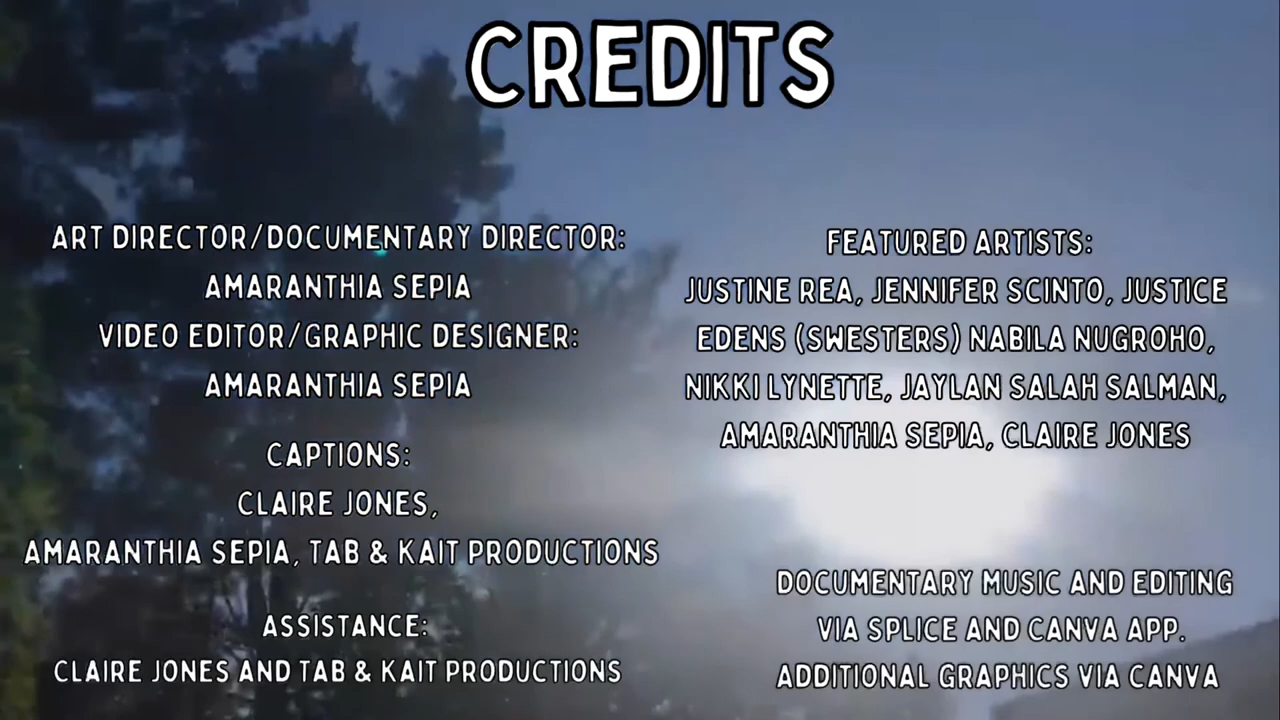 CREDITS
ART DIRECTOR/DOCUMENTARY DIRECTOR:
AMARANTHIA SEPIA
VIDEO EDITOR/GRAPHIC DESIGNER:
AMARANTHIA SEPIA
CAPTIONS:
CLAIRE JONES,
AMARANTHIA SEPIA, TAB & KAIT PRODUCTIONS
ASSISTANCE:
CLAIRE JONES AND TAB & KAIT PRODUCTIONS
FEATURED ARTISTS:
JUSTINE REA, JENNIFER SCINTO, JUSTICE
EDENS (SWESTERS) NABILA NUGROHO,
NIKKI LYNETTE, JAYLAN SALAH SALMAN,
AMARANTHIA SEPIA, CLAIRE JONES
DOCUMENTARY MUSIC AND EDITING
VIA SPLICE AND CANVA APP.
ADDITIONAL GRAPHICS VIA CANVA